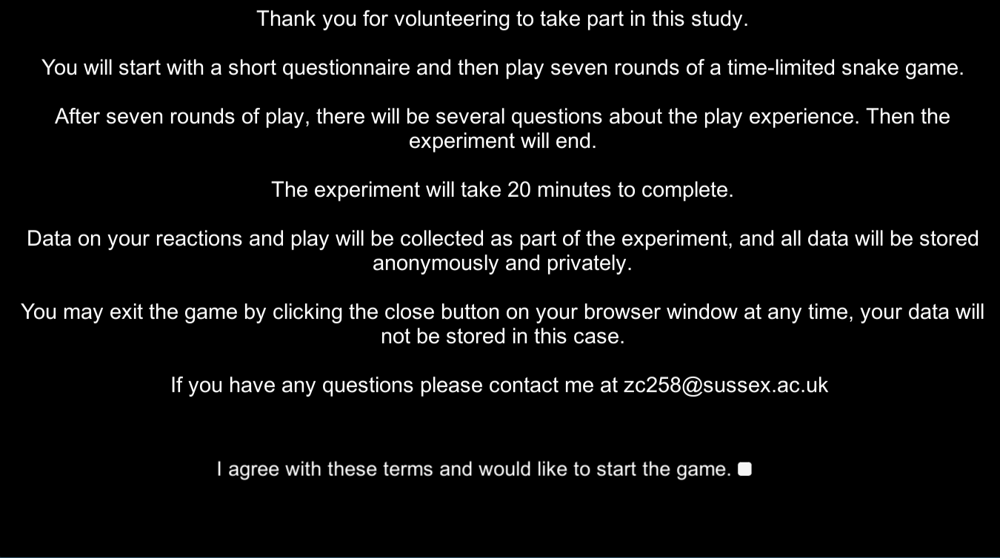 Thank you for volunteering to take part in this study.
You will start with a short questionnaire and then play seven rounds of a time-limited snake game.
After seven rounds of play, there will be several questions about the play experience. Then the
experiment will end.
The experiment will take 20 minutes to complete.
Data on your reactions and play will be collected as part of the experiment, and all data will be stored
anonymously and privately.
You may exit the game by clicking the close button on your browser window at any time, your data will
not be stored in this case.
If you have any questions please contact me at zc258@sussex.ac.uk
I agree with these terms and would like to start the game.